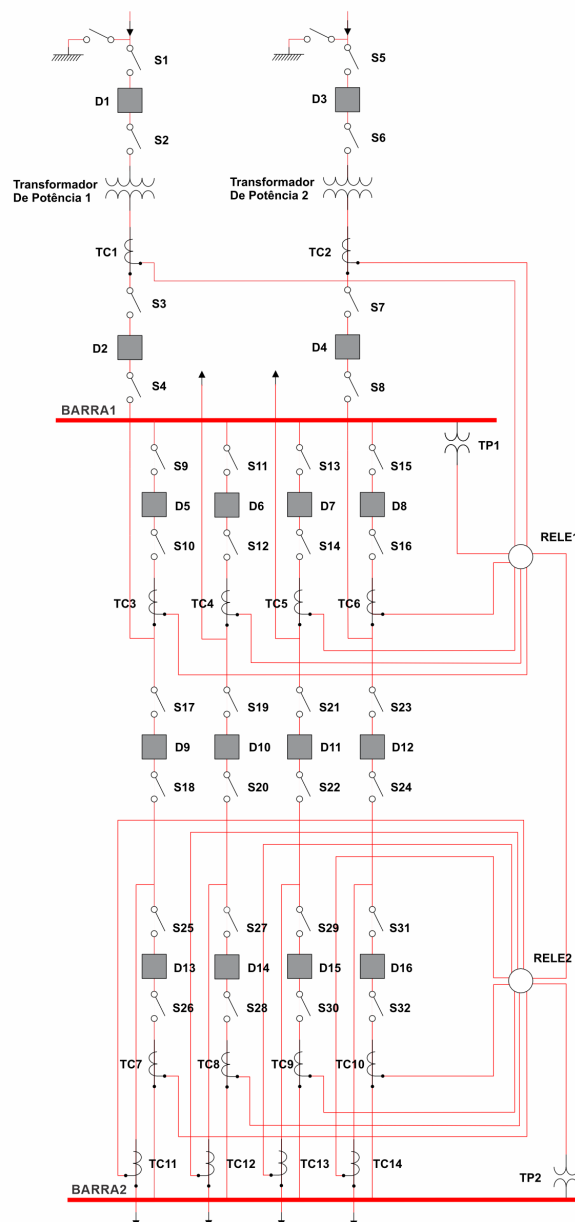 S1
S5
D1
D3
S2
S6
Transformador
De Potência 1
Transformador
De Potência 2
TC1
TC2
S3
S7
D2
D4
S4
S8
BARRA1
TP1
S9
S11
S13
S15
D5
D6
D7
D8
RELE1
S10
S12
S14
S16
TC3
TC4
TC5
TC6
S17
S19
S21
S23
D9
D10
D11
D12
S18
S20
S22
S24
S25
S27
S29
S31
RELE2
D13
D14
D15
D16
S26
S28
S30
S32
TC7
TC8
TC9
TC10
TC11
TC12
TC13
TC14
TP2
BARRA2